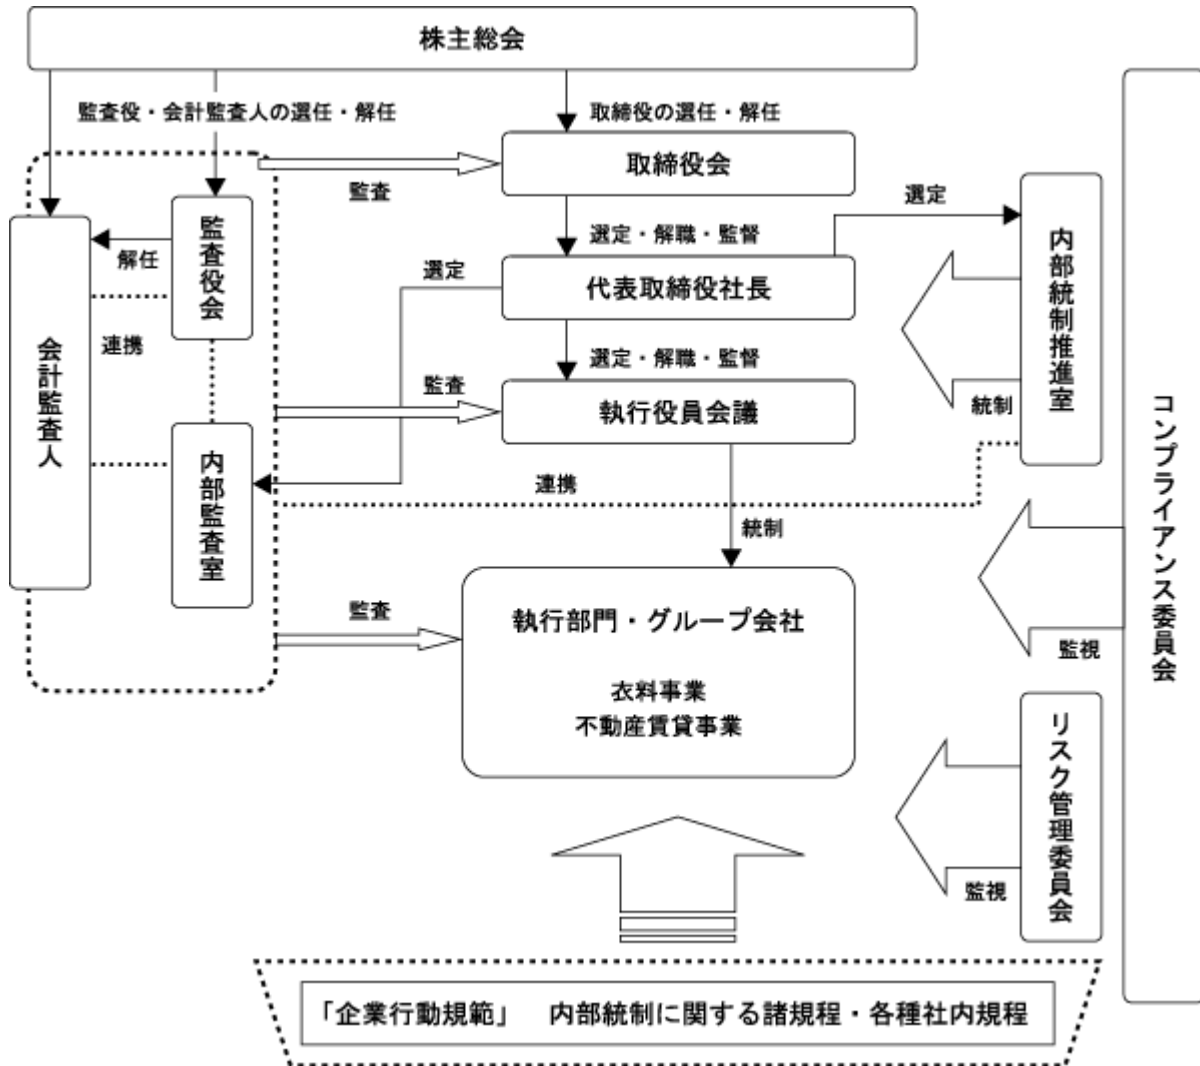 株主総会
監査役・会計監査人の選任・解任
取締役の選任・解任
取締役会
監査
選定
選定・解職・監督
監査役会
解任
選定
代表取締役社長
内部統制推進室
連携
会計監査人
選定・解職・監督
監査
執行役員会議
統制
コンプライアンス委員会
内部監査室
連携
統制
監査
執行部門・グループ会社
監視
衣料事業
不動産賃貸事業
リスク管理委員会
監視
「企業行動規範」　内部統制に関する諸規程・各種社内規程